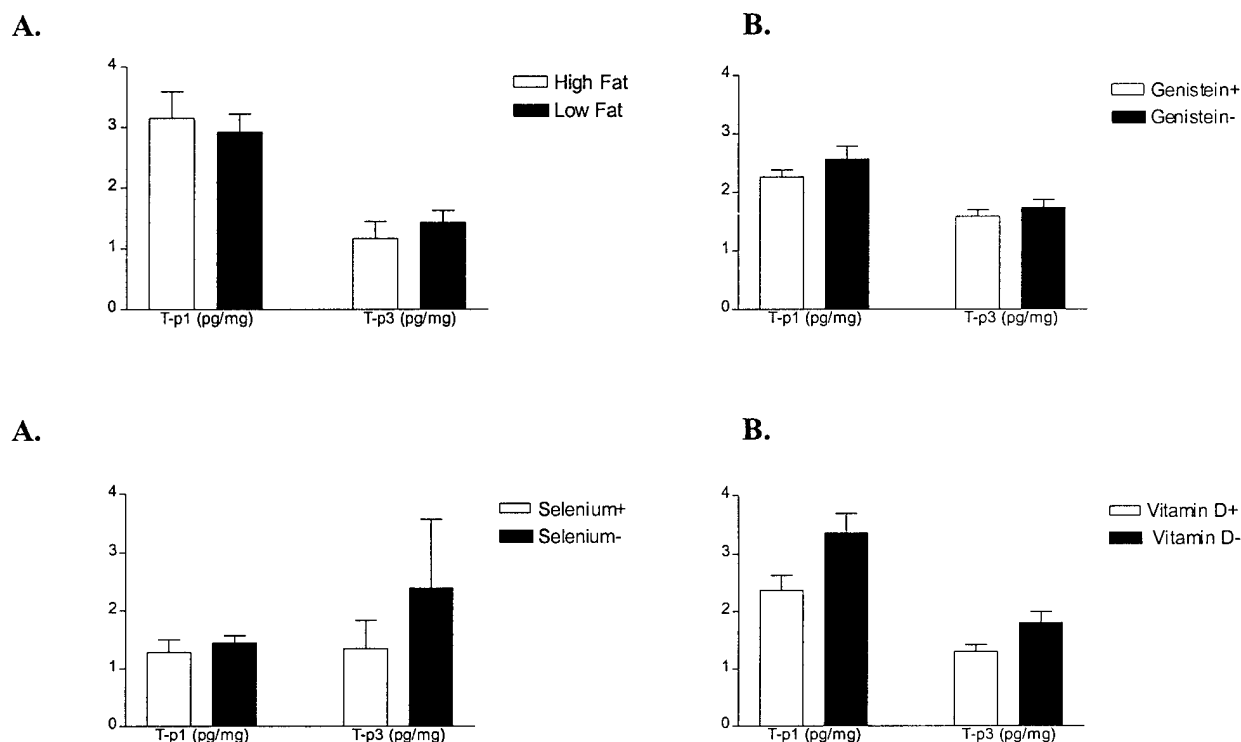 A.
4
3
2
1
0
High Fat
Low Fat
T-p1 (pg/mg) T-p3 (pg/mg)
B.
4
3
2
1
0
Genistein+
Genistein-
T-p1 (pg/mg) T-p3 (pg/mg)
A.
4
3
2
1
0
Selenium+
Selenium-
T-p1 (pg/mg) T-p3 (pg/mg)
B.
4
3
2
1
0
Vitamin D+
Vitamin D-
T-p1 (pg/mg) T-p3 (pg/mg)